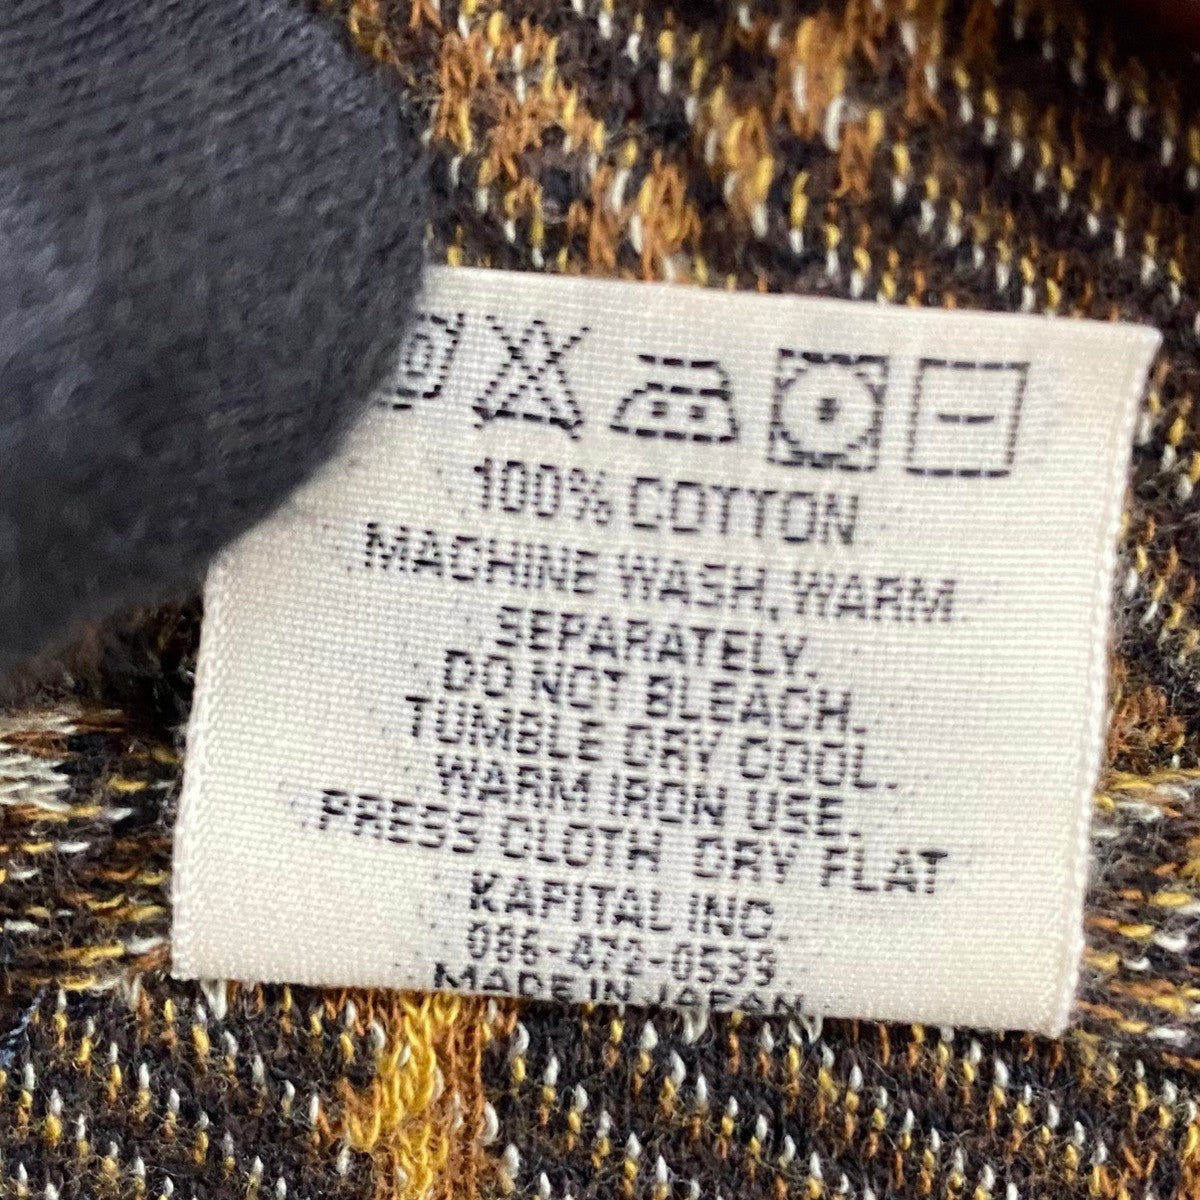 100% COTTON
MACHINE WASH, WARM
SEPARATELY.
DO NOT BLEACH.
TUMBLE DRY COOL.
WARM IRON USE.
PRESS CLOTH DRY FLAT
KAPITAL INC.
086-472-0533
MADE IN JAPAN